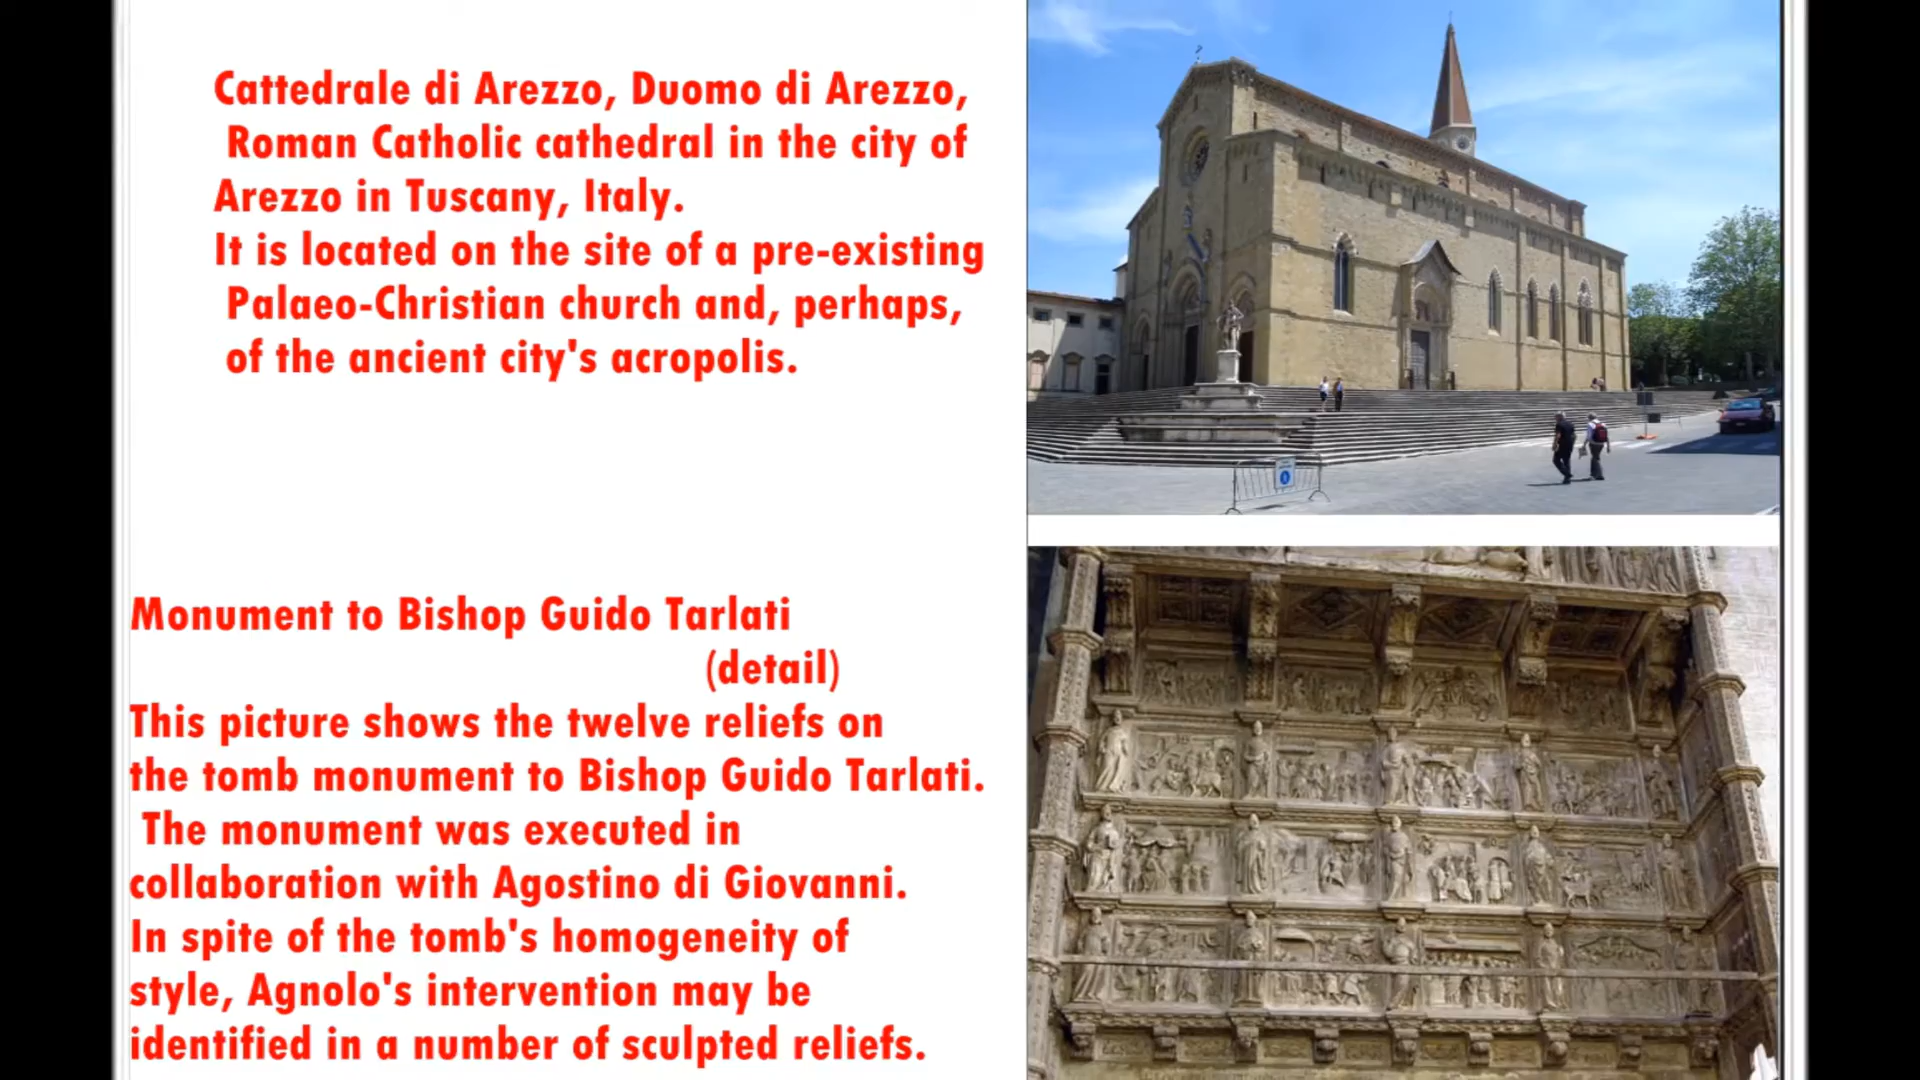 Cattedrale di Arezzo, Duomo di Arezzo,
Roman Catholic cathedral in the city of
Arezzo in Tuscany, Italy.
It is located on the site of a pre-existing
Palaeo-Christian church and, perhaps,
of the ancient city's acropolis.
Monument to Bishop Guido Tarlati
(detail)
This picture shows the twelve reliefs on
the tomb monument to Bishop Guido Tarlati.
The monument was executed in
collaboration with Agostino di Giovanni.
In spite of the tomb's homogeneity of
style, Agnolo's intervention may be
identified in a number of sculpted reliefs.